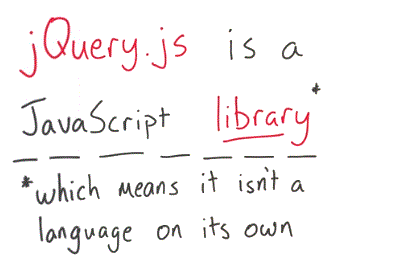 jQuery.js is a
JavaScript library*
*which means it isn't a
language on its own